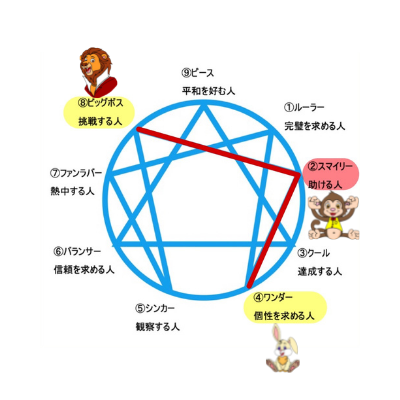 ⑨ピース
平和を好む人
⑧ビッグボス
挑戦する人
①ルーラー
完璧を求める人
②スマイリー
助ける人
⑦ファンラバー
熱中する人
⑥バランサー
信頼を求める人
③クール
達成する人
④ワンダー
個性を求める人
⑤シンカー
観察する人